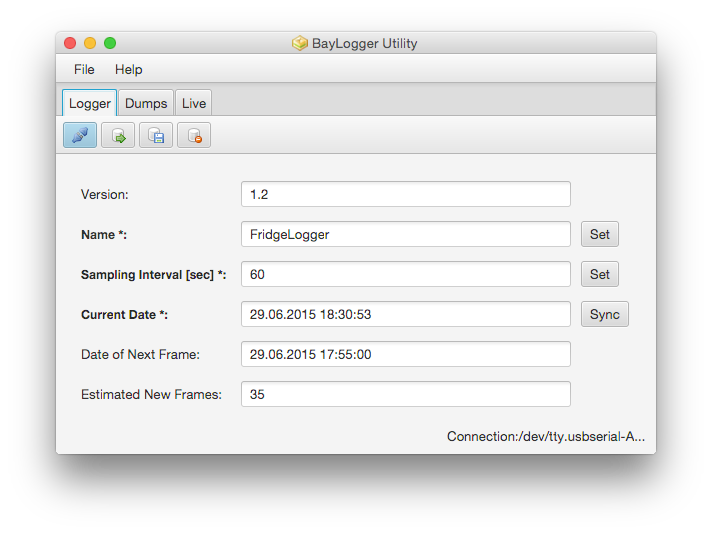 BayLogger Utility
File Help
Logger Dumps Live
Version: 1.2
Name *: FridgeLogger Set
Sampling Interval [sec] *: 60 Set
Current Date *: 29.06.2015 18:30:53 Sync
Date of Next Frame: 29.06.2015 17:55:00
Estimated New Frames: 35
Connection:/dev/tty.usbserial-A...